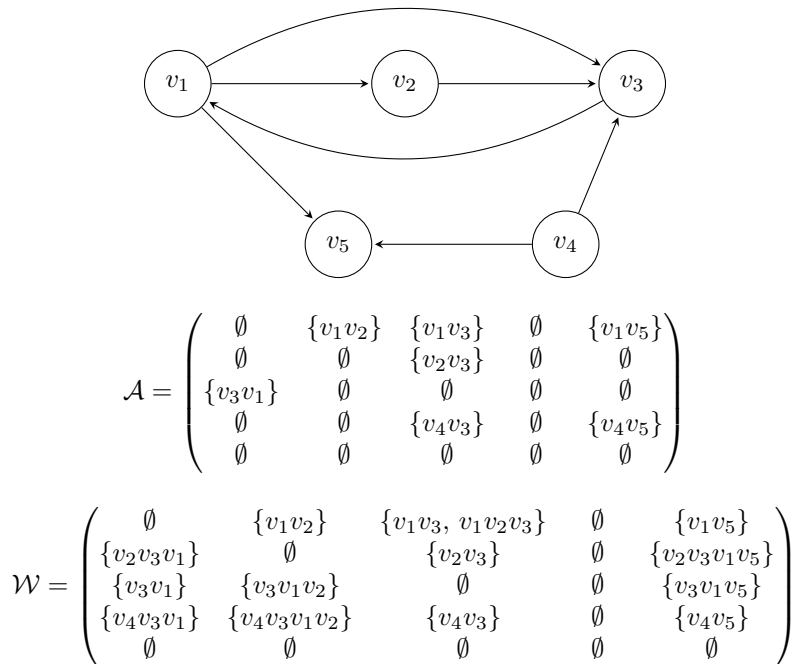 v₁ v₂ v₃
v₅ v₄
𝒜 = ( ∅ {v₁v₂} {v₁v₃} ∅ {v₁v₅}
∅ ∅ {v₂v₃} ∅ ∅
{v₃v₁} ∅ ∅ ∅ ∅
∅ ∅ {v₄v₃} ∅ {v₄v₅}
∅ ∅ ∅ ∅ ∅ )
𝒲 = ( ∅ {v₁v₂} {v₁v₃, v₁v₂v₃} ∅ {v₁v₅}
{v₂v₃v₁} ∅ {v₂v₃} ∅ {v₂v₃v₁v₅}
{v₃v₁} {v₃v₁v₂} ∅ ∅ {v₃v₁v₅}
{v₄v₃v₁} {v₄v₃v₁v₂} {v₄v₃} ∅ {v₄v₅}
∅ ∅ ∅ ∅ ∅ )